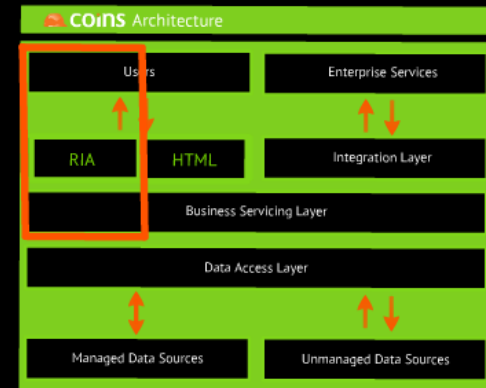 COINS Architecture
Users
Enterprise Services
RIA
HTML
Integration Layer
Business Servicing Layer
Data Access Layer
Managed Data Sources
Unmanaged Data Sources